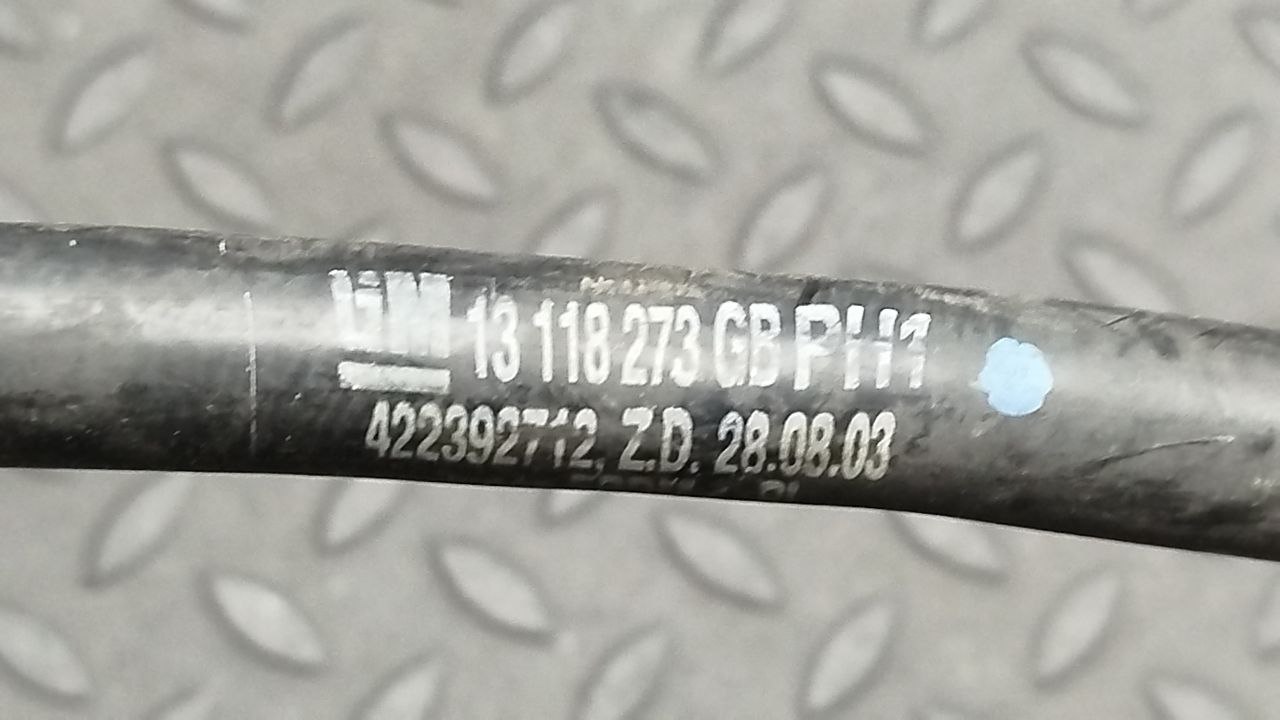 GM 13 118 273 GB PH1
422392712, Z.D. 28.08.03